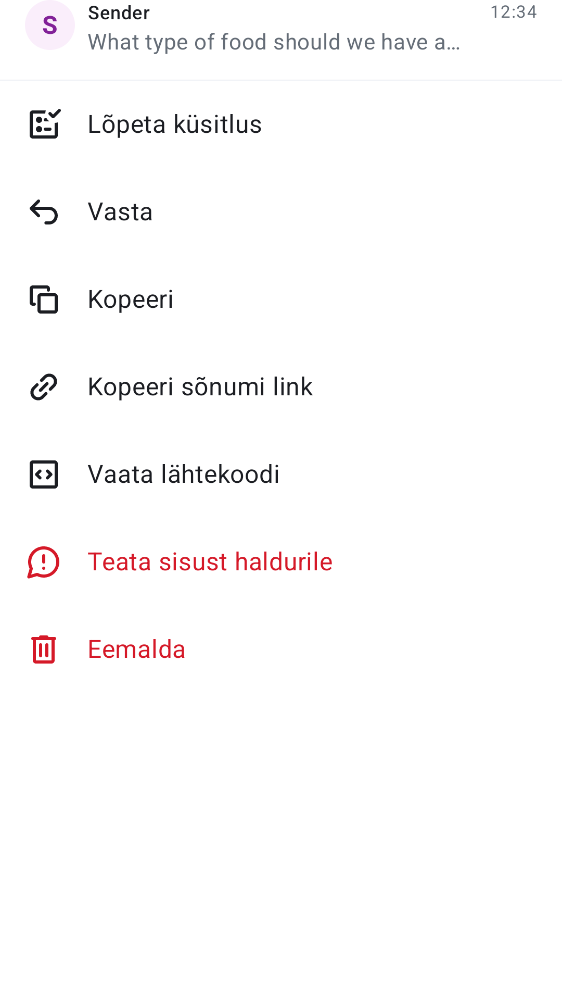 S
Sender
12:34
What type of food should we have a…
Lõpeta küsitlus
Vasta
Kopeeri
Kopeeri sõnumi link
Vaata lähtekoodi
Teata sisust haldurile
Eemalda